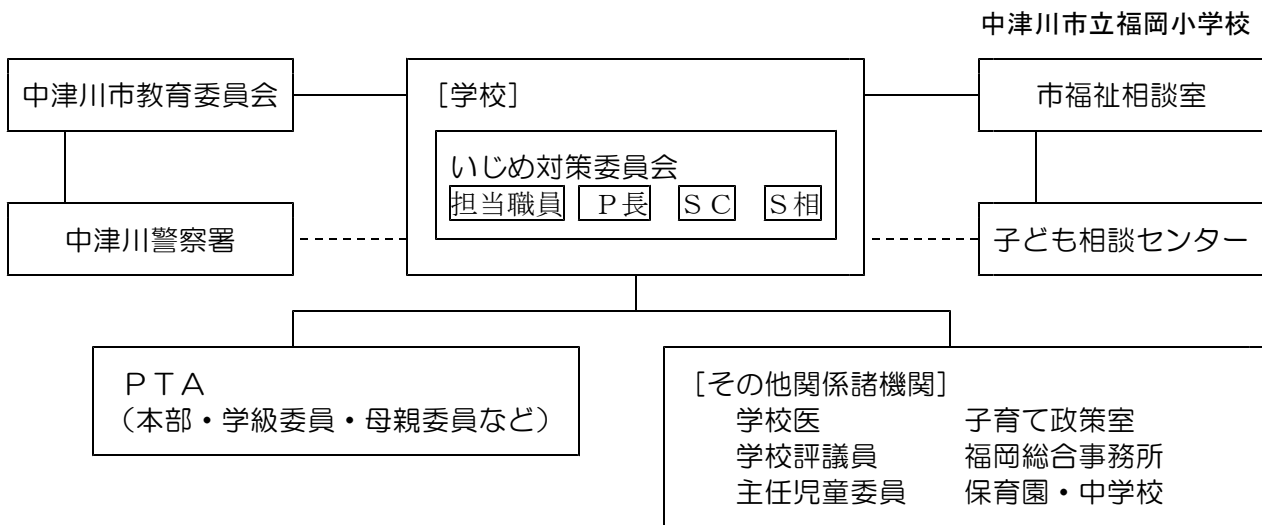 中津川市立福岡小学校
中津川市教育委員会
[学校]
市福祉相談室
いじめ対策委員会
担当職員 P長 SC S相
中津川警察署
子ども相談センター
PTA
(本部・学級委員・母親委員など)
[その他関係諸機関]
学校医 子育て政策室
学校評議員 福岡総合事務所
主任児童委員 保育園・中学校